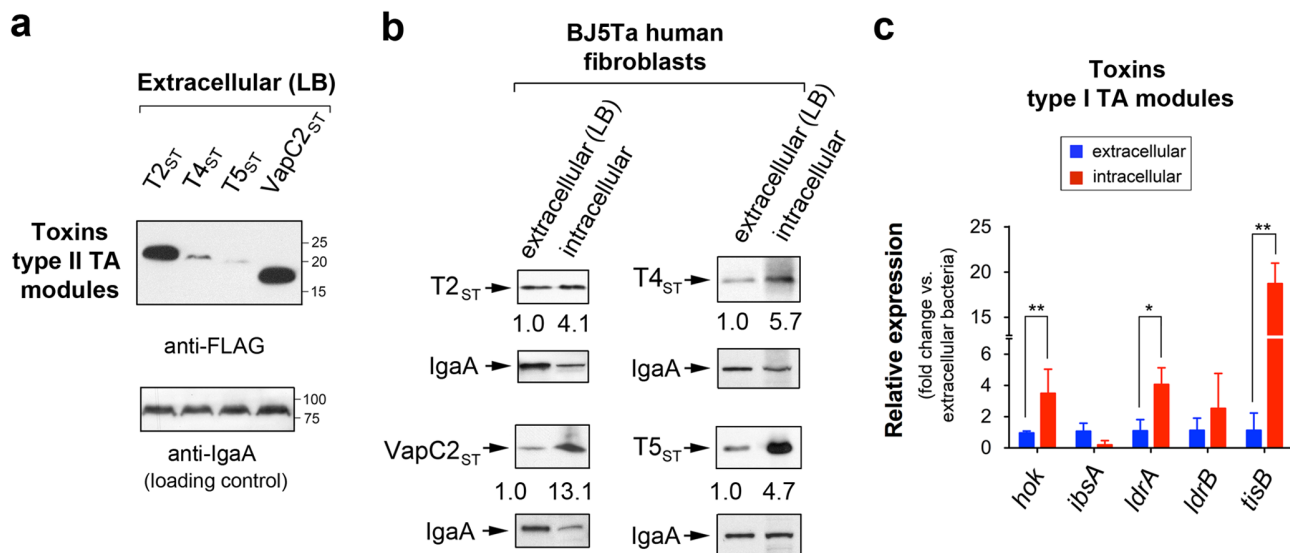 a
Extracellular (LB)
T2ST
T4ST
T5ST
VapC2ST
Toxins
type II TA
modules
25
20
15
anti-FLAG
100
75
anti-IgaA
(loading control)
b
BJ5Ta human
fibroblasts
extracellular (LB)
intracellular
T2ST
1.0 4.1
IgaA
VapC2ST
1.0 13.1
IgaA
extracellular (LB)
intracellular
T4ST
1.0 5.7
IgaA
T5ST
1.0 4.7
IgaA
c
Toxins
type I TA modules
extracellular
intracellular
Relative expression
(fold change vs.
extracellular bacteria)
25
20
15
6
4
2
0
**
*
**
hok
ibsA
ldrA
ldrB
tisB